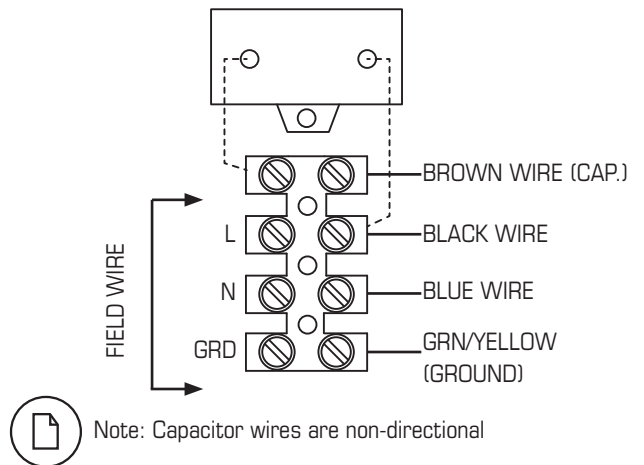 BROWN WIRE (CAP.)
L
BLACK WIRE
N
BLUE WIRE
GRD
GRN/YELLOW
(GROUND)
FIELD WIRE
Note: Capacitor wires are non-directional